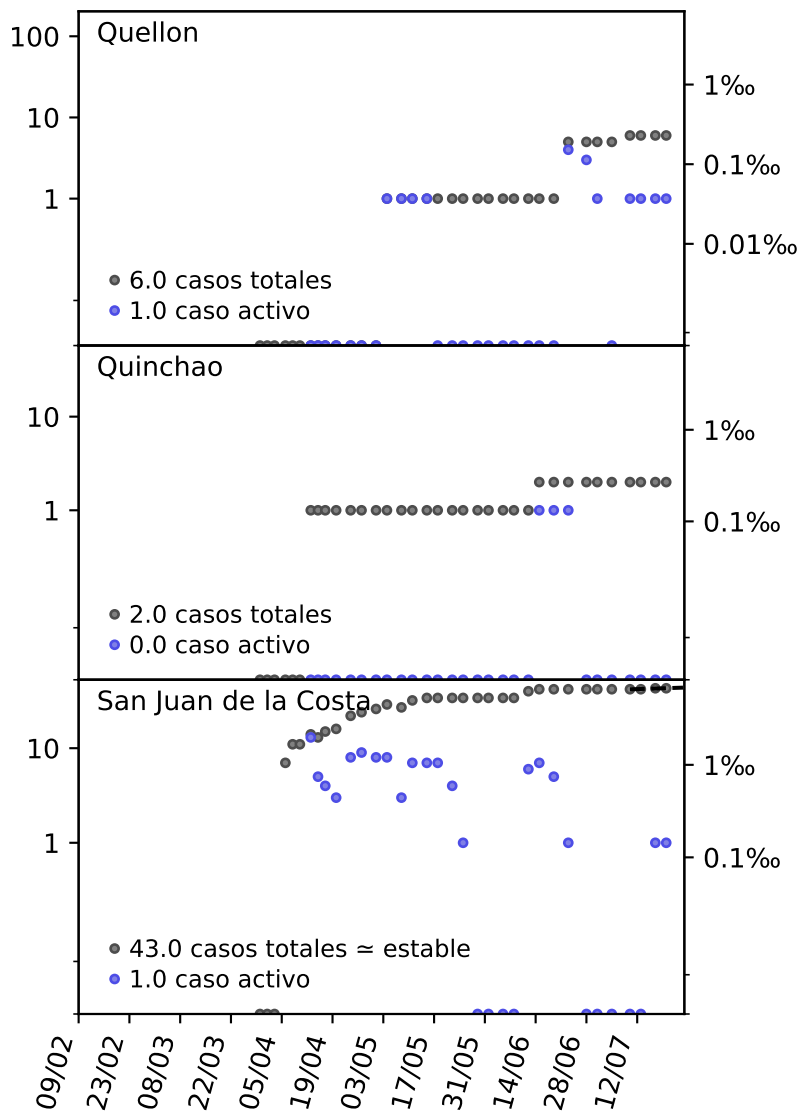 Quellon
100
10
1
1‰
0.1‰
0.01‰
6.0 casos totales
1.0 caso activo
Quinchao
10
1
1‰
0.1‰
2.0 casos totales
0.0 caso activo
San Juan de la Costa
10
1
1‰
0.1‰
43.0 casos totales ≃ estable
1.0 caso activo
09/02
23/02
08/03
22/03
05/04
19/04
03/05
17/05
31/05
14/06
28/06
12/07